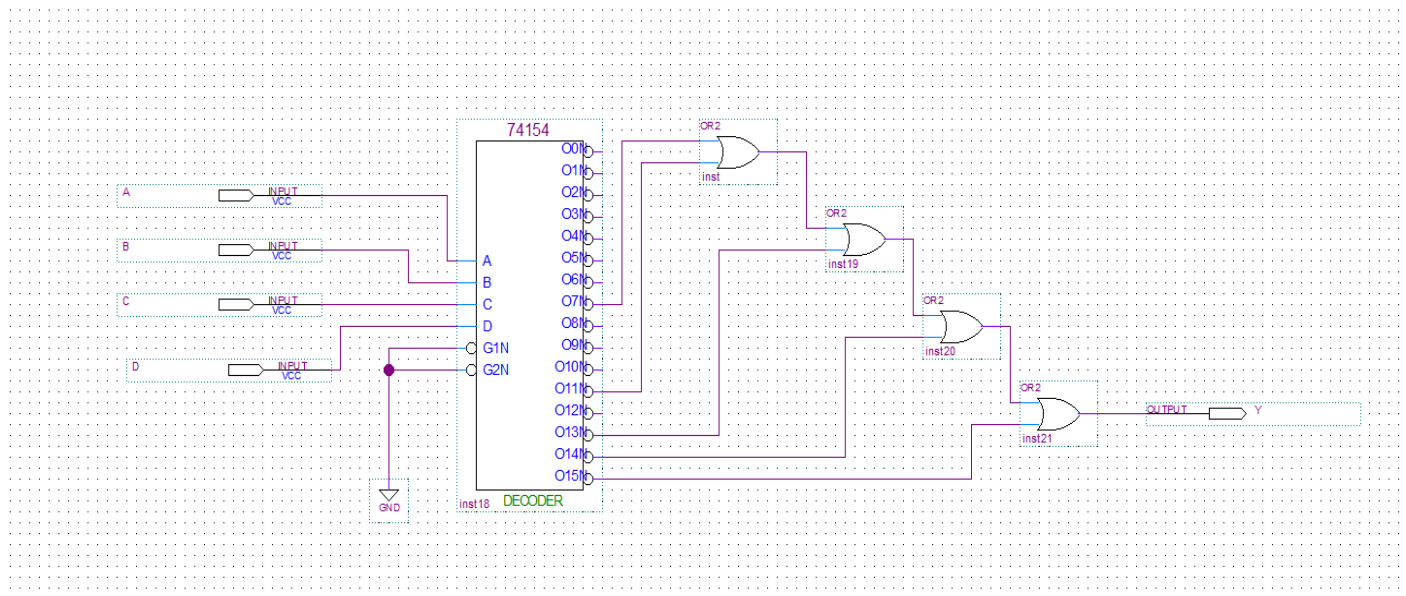 A
INPUT
VCC
B
INPUT
VCC
C
INPUT
VCC
D
INPUT
VCC
GND
74154
A
B
C
D
G1N
G2N
O0N
O1N
O2N
O3N
O4N
O5N
O6N
O7N
O8N
O9N
O10N
O11N
O12N
O13N
O14N
O15N
inst18
DECODER
OR2
inst
OR2
inst19
OR2
inst20
OR2
inst21
OUTPUT
Y